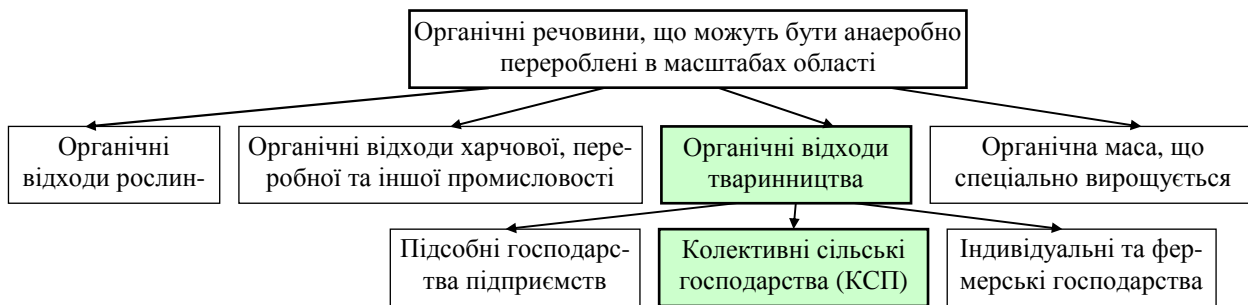 Органічні речовини, що можуть бути анаеробно
перероблені в масштабах області
Органічні
відходи рослин-
Органічні відходи харчової, пере-
робної та іншої промисловості
Органічні відходи
тваринництва
Органічна маса, що
спеціально вирощується
Підсобні господарс-
тва підприємств
Колективні сільські
господарства (КСП)
Індивідуальні та фер-
мерські господарства